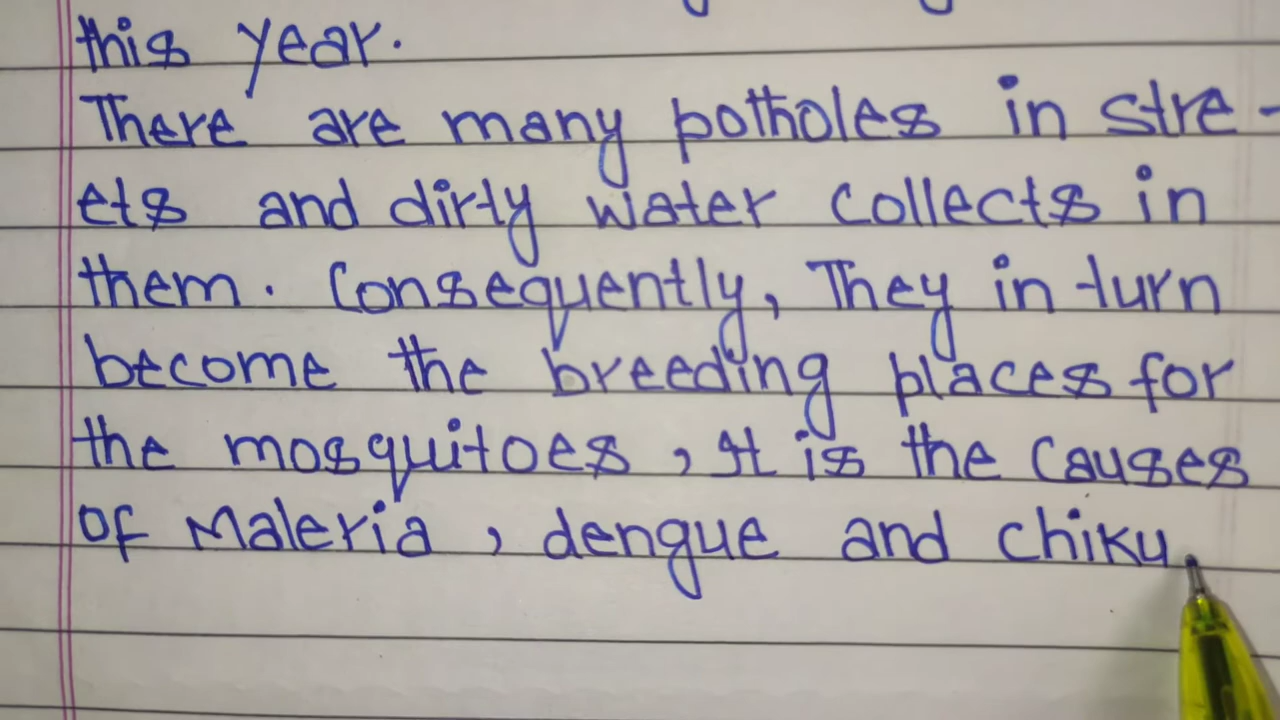 this year.
There are many potholes in stre-
ets and dirty water collects in
them. Consequently, They in turn
become the breeding places for
the mosquitoes, It is the causes
of Maleria, dengue and chiku